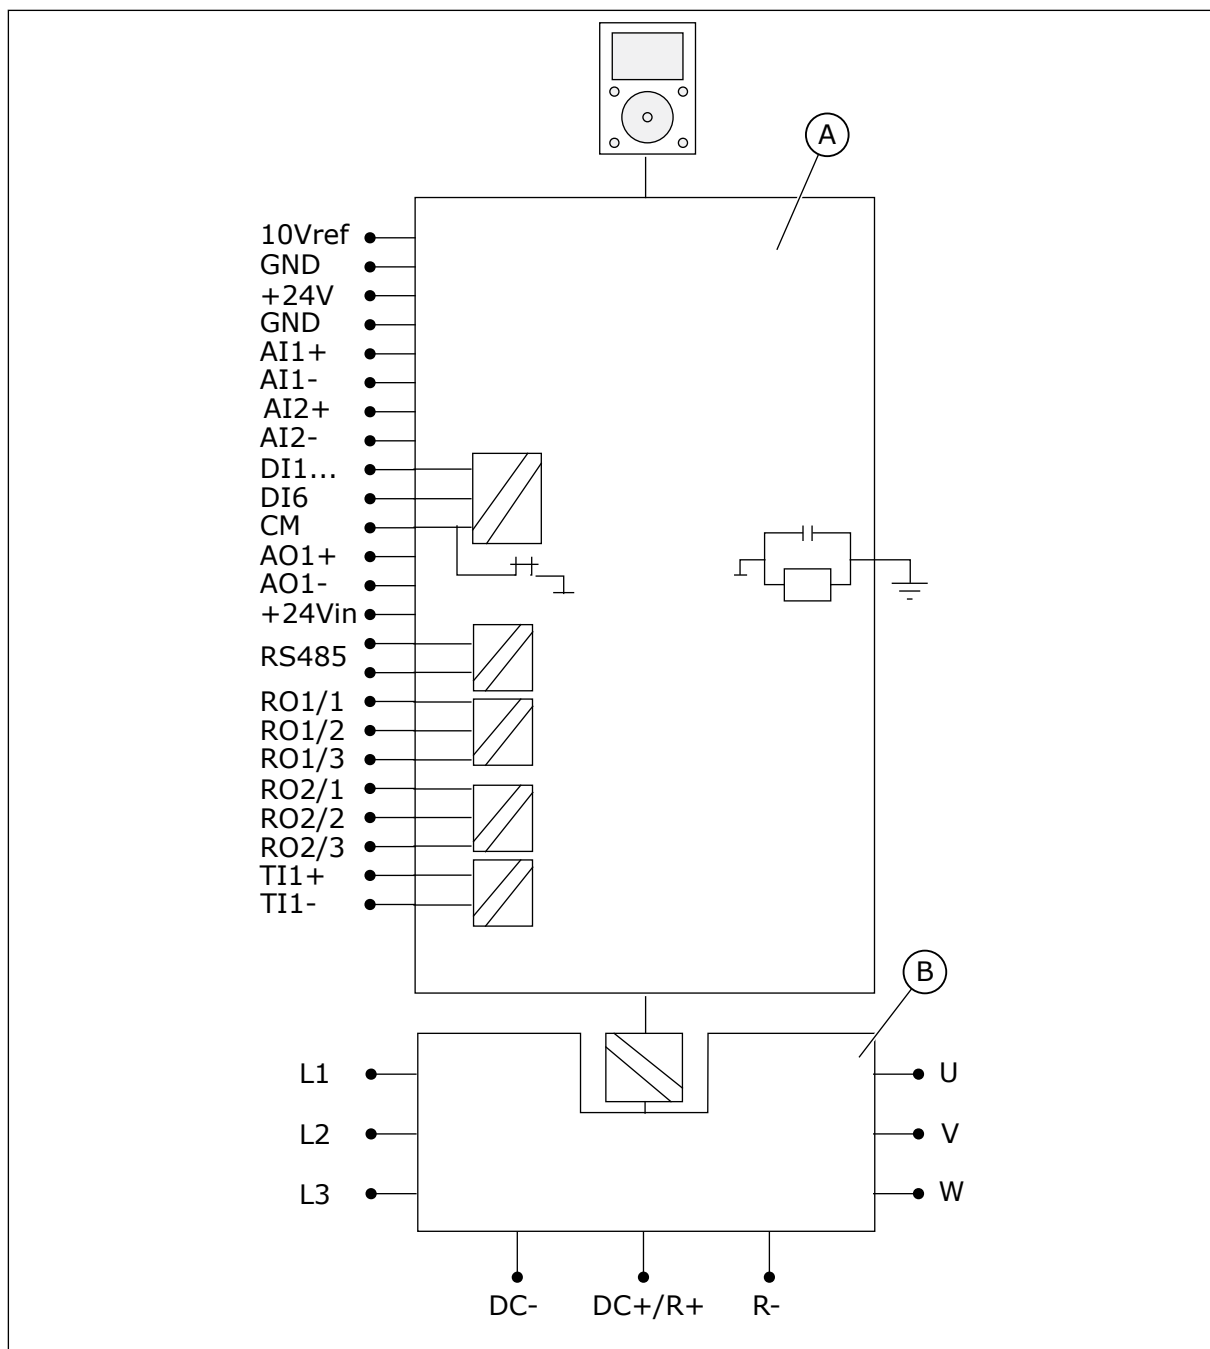 A
10Vref
GND
+24V
GND
AI1+
AI1-
AI2+
AI2-
DI1...
DI6
CM
AO1+
AO1-
+24Vin
RS485
RO1/1
RO1/2
RO1/3
RO2/1
RO2/2
RO2/3
TI1+
TI1-
B
L1
U
L2
V
L3
W
DC-
DC+/R+
R-